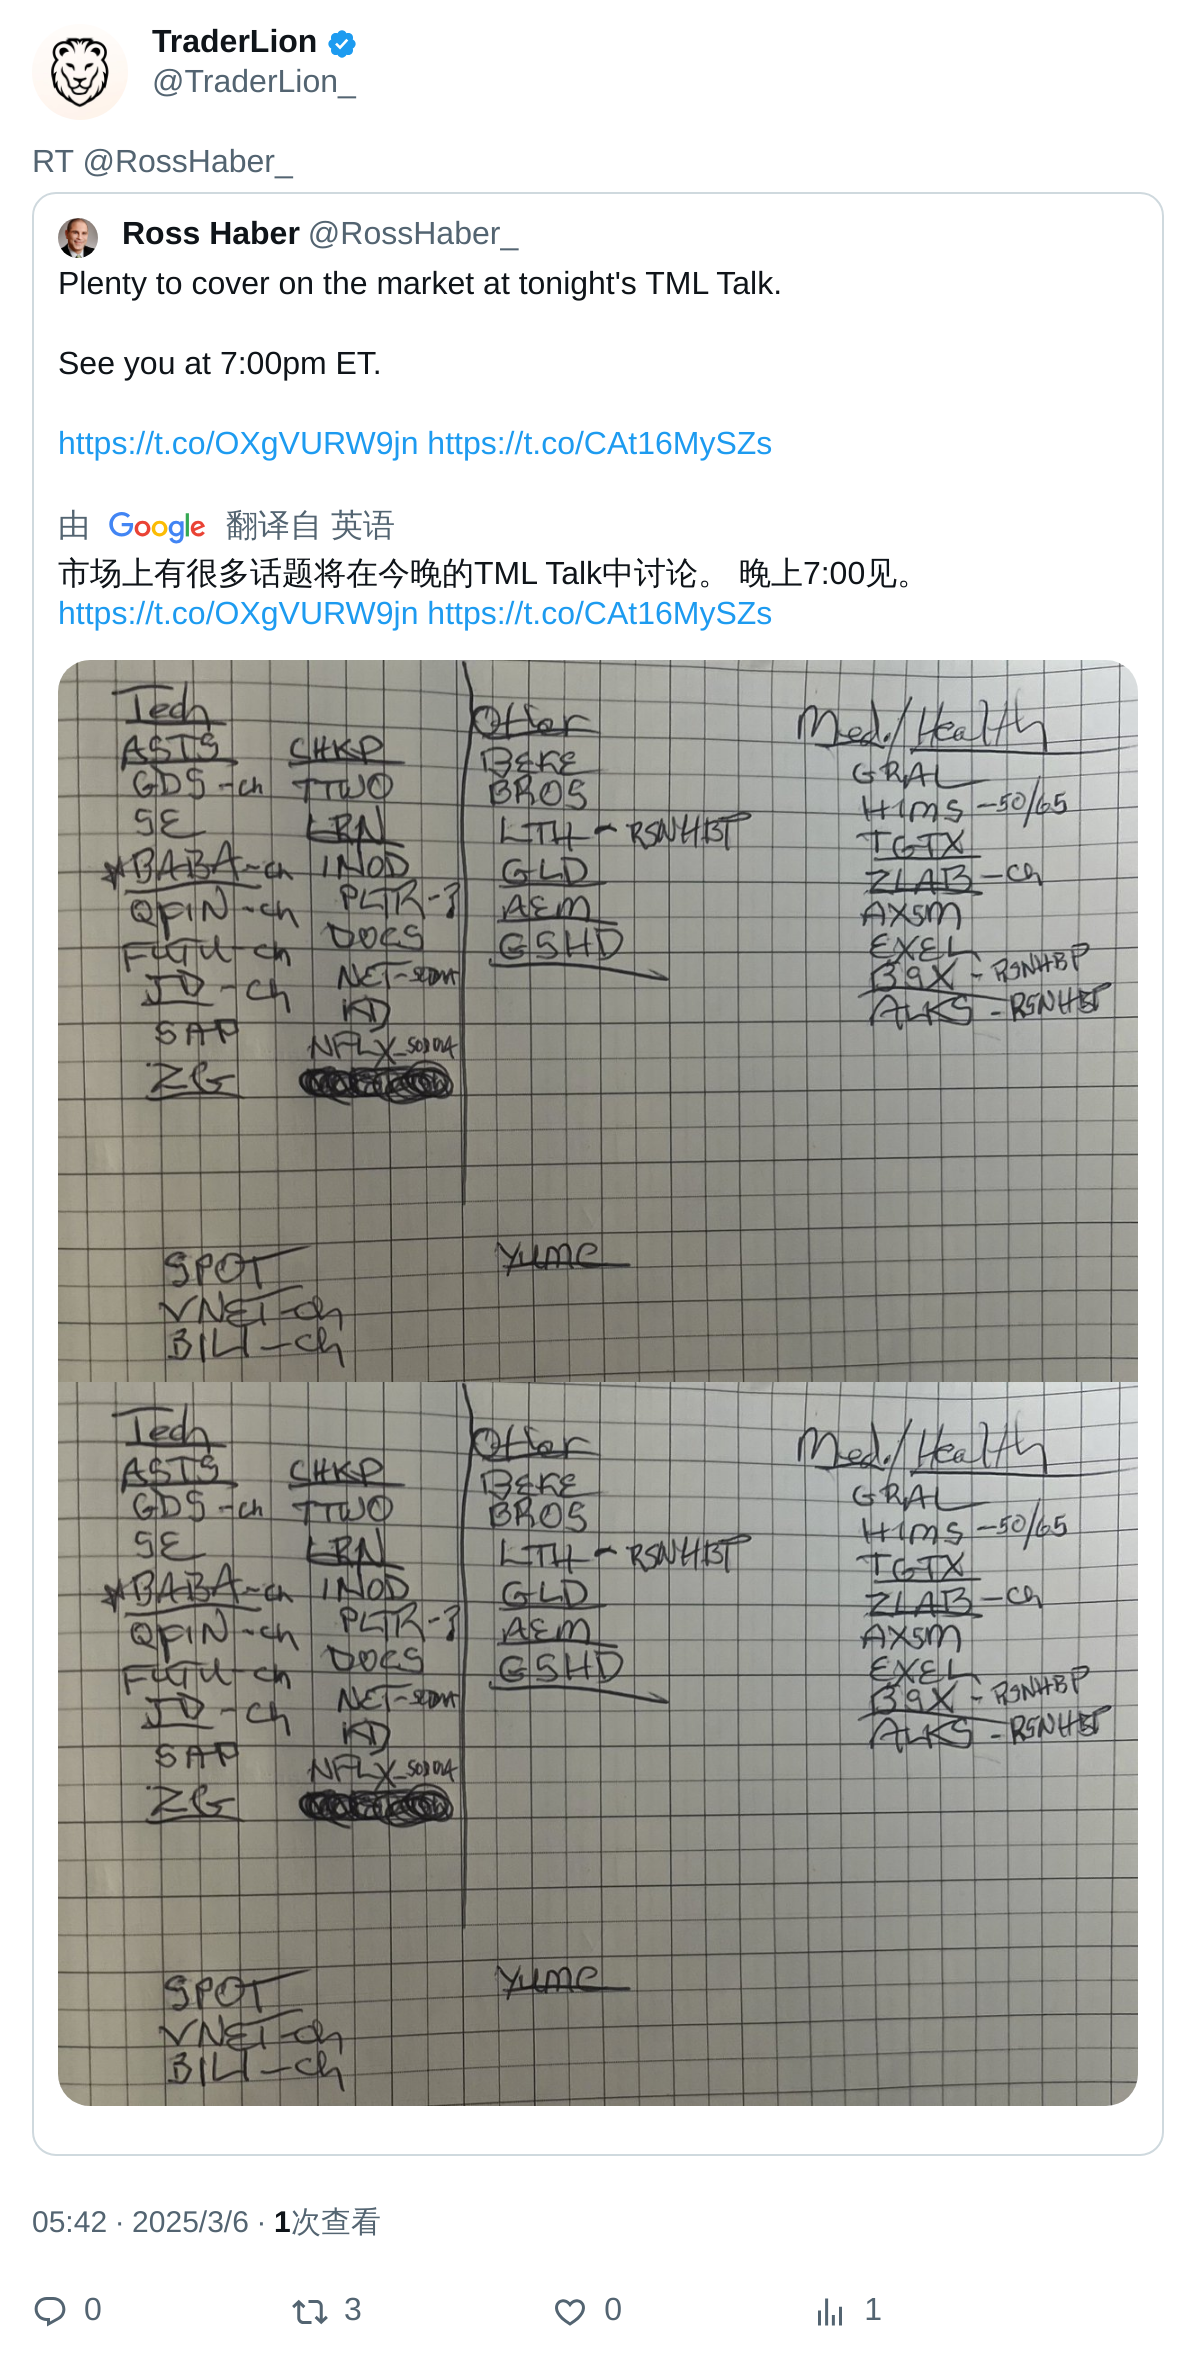 TraderLion
@TraderLion_
RT @RossHaber_
Ross Haber @RossHaber_
Plenty to cover on the market at tonight's TML Talk.
See you at 7:00pm ET.
https://t.co/OXgVURW9jn https://t.co/CAt16MySZs
由 Google 翻译自 英语
市场上有很多话题将在今晚的TML Talk中讨论。 晚上7:00见。
https://t.co/OXgVURW9jn https://t.co/CAt16MySZs
Tech
ASTS
GDS-ch
SE
*BABA-ch
QFIN-ch
FUTU-ch
JD-ch
SAP
ZG
CHKP
TTWO
LRN
INOD
PLTR-?
DOCS
NET-50DMA
KD
NFLX-50DMA
Other
BEKE
BROS
LTH - RSNHBP
GLD
AEM
GSHD
Med./Health
GRAL
HIMS-50/65
TGTX
ZLAB-ch
AXSM
EXEL
- RSNHBP
ALKS - RSNHBP
SPOT
VNET-ch
BILI-ch
YUMC
Tech
ASTS
GDS-ch
SE
*BABA-ch
QFIN-ch
FUTU-ch
JD-ch
SAP
ZG
CHKP
TTWO
LRN
INOD
PLTR-?
DOCS
NET-50DMA
KD
NFLX-50DMA
Other
BEKE
BROS
LTH - RSNHBP
GLD
AEM
GSHD
Med./Health
GRAL
HIMS-50/65
TGTX
ZLAB-ch
AXSM
EXEL
- RSNHBP
ALKS - RSNHBP
SPOT
VNET-ch
BILI-ch
YUMC
05:42 · 2025/3/6 · 1次查看
0
3
0
1